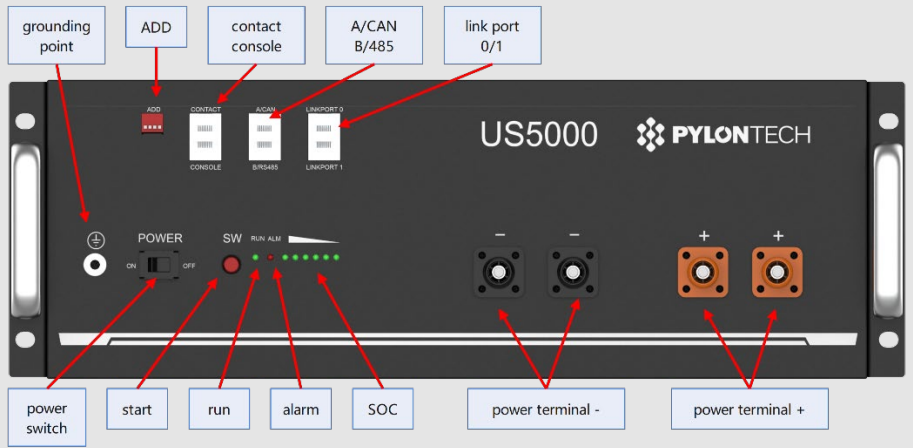 grounding
point
ADD
contact
console
A/CAN
B/485
link port
0/1
ADD
CONTACT
A/CAN
LINKPORT 0
CONSOLE
B/RS485
LINKPORT 1
US5000
PYLONTECH
POWER
ON
OFF
SW
RUN
ALM
−
−
+
+
power
switch
start
run
alarm
SOC
power terminal -
power terminal +